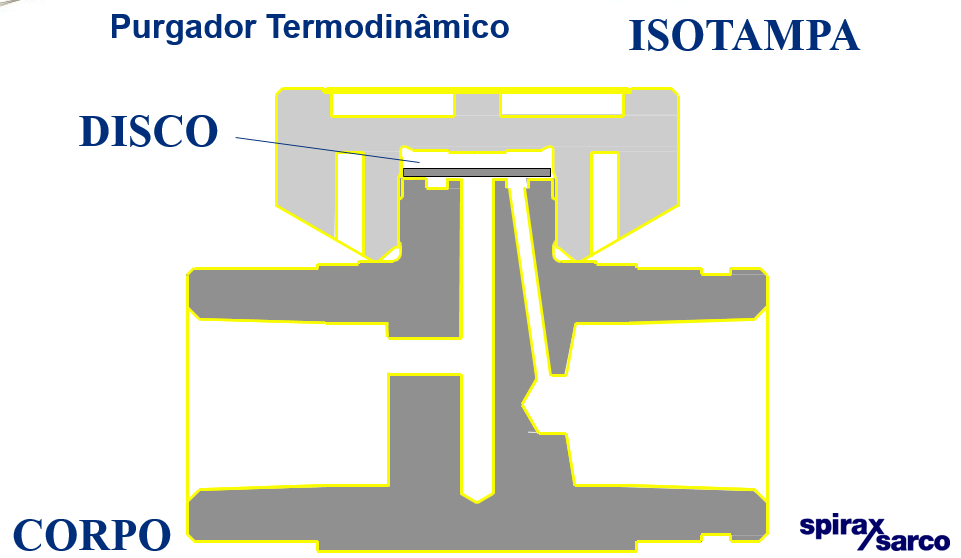 Purgador Termodinâmico
ISOTAMPA
DISCO
CORPO
spirax
sarco